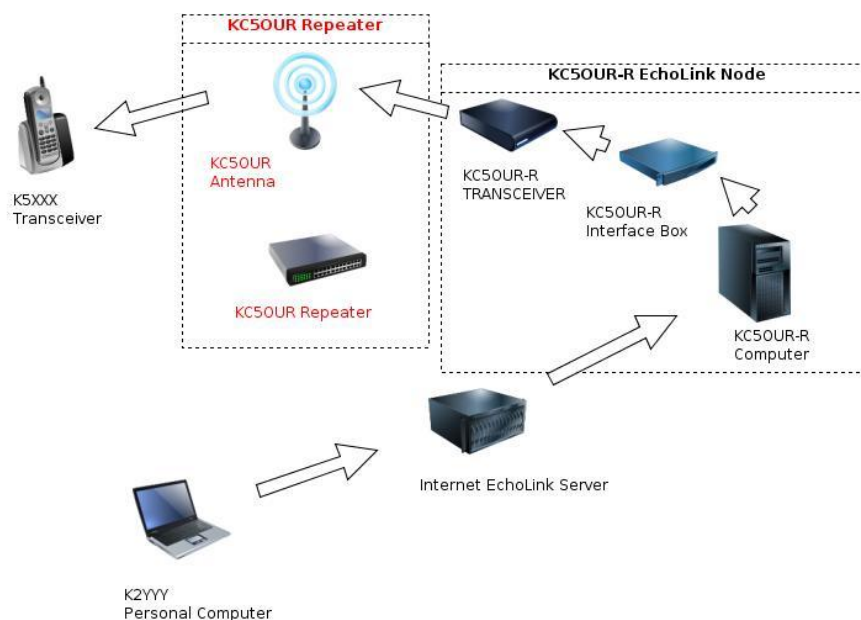 KC5OUR Repeater
KC5OUR-R EchoLink Node
KC5OUR
Antenna
KC5OUR-R
TRANSCEIVER
KC5OUR-R
Interface Box
K5XXX
Transceiver
KC5OUR Repeater
KC5OUR-R
Computer
Internet EchoLink Server
K2YYY
Personal Computer